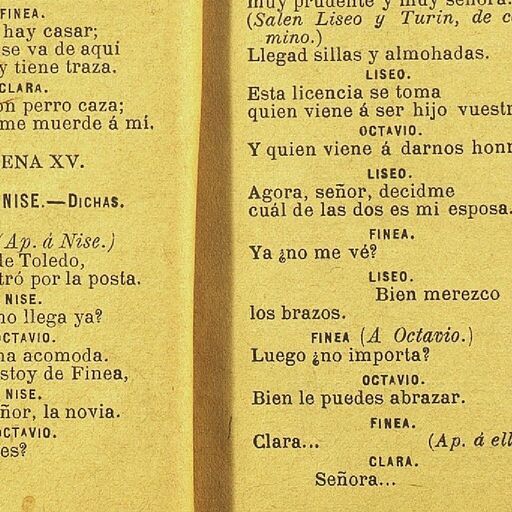 FINEA.
hay casar;
se va de aquí
y tiene traza.
CLARA.
perro caza;
me muerde á mí.
ENA XV.
NISE.—DICHAS.
(Ap. á Nise.)
de Toledo,
tró por la posta.
NISE.
no llega ya?
OCTAVIO.
acomoda.
stoy de Finea,
NISE.
ñor, la novia.
OCTAVIO.
es?
muy prudente y muy señora.
(Salen Liseo y Turin, de c
mino.)
Llegad sillas y almohadas.
LISEO.
Esta licencia se toma
quien viene á ser hijo vuestr
OCTAVIO.
Y quien viene á darnos honr
LISEO.
Agora, señor, decidme
cuál de las dos es mi esposa.
FINEA.
Ya ¿no me vé?
LISEO.
Bien merezco
los brazos.
FINEA (A Octavio.)
Luego ¿no importa?
OCTAVIO.
Bien le puedes abrazar.
FINEA.
Clara... (Ap. á ell
CLARA.
Señora...